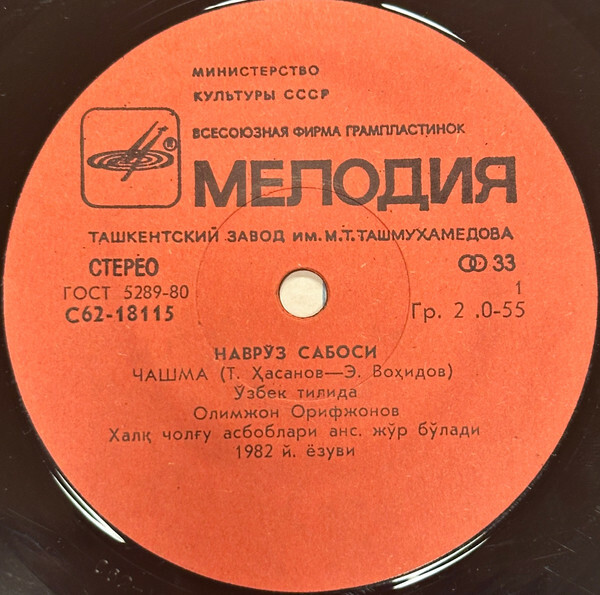 МИНИСТЕРСТВО
КУЛЬТУРЫ СССР
ВСЕСОЮЗНАЯ ФИРМА ГРАМПЛАСТИНОК
®
МЕЛОДИЯ
ТАШКЕНТСКИЙ ЗАВОД ИМ. М.Т. ТАШМУХАМЕДОВА
СТЕРЕО 33
ГОСТ 5289-80 1
С62-18115 Гр. 2 .0-55
НАВРЎЗ САБОСИ
ЧАШМА (Т. Ҳасанов—Э. Воҳидов)
Ўзбек тилида
Олимжон Орифжонов
Халқ чолғу асбоблари анс. жўр бўлади
1982 й. ёзуви